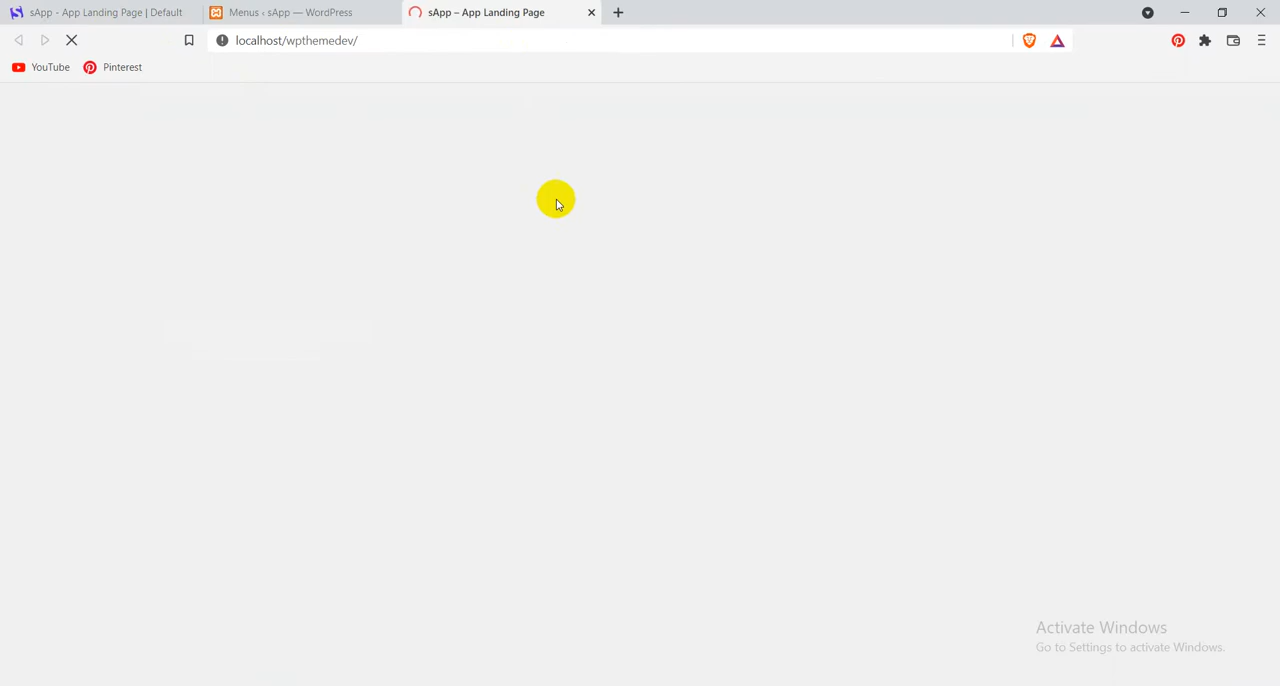 sApp - App Landing Page | Default
Menus ‹ sApp — WordPress
sApp – App Landing Page
localhost/wpthemedev/
YouTube
Pinterest
Activate Windows
Go to Settings to activate Windows.